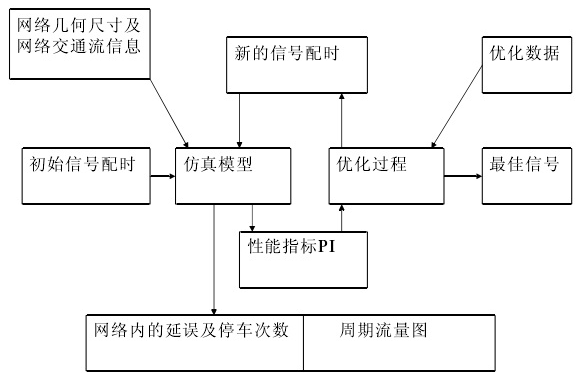 网络几何尺寸及
网络交通流信息
新的信号配时
优化数据
初始信号配时
仿真模型
优化过程
最佳信号
性能指标PI
网络内的延误及停车次数
周期流量图